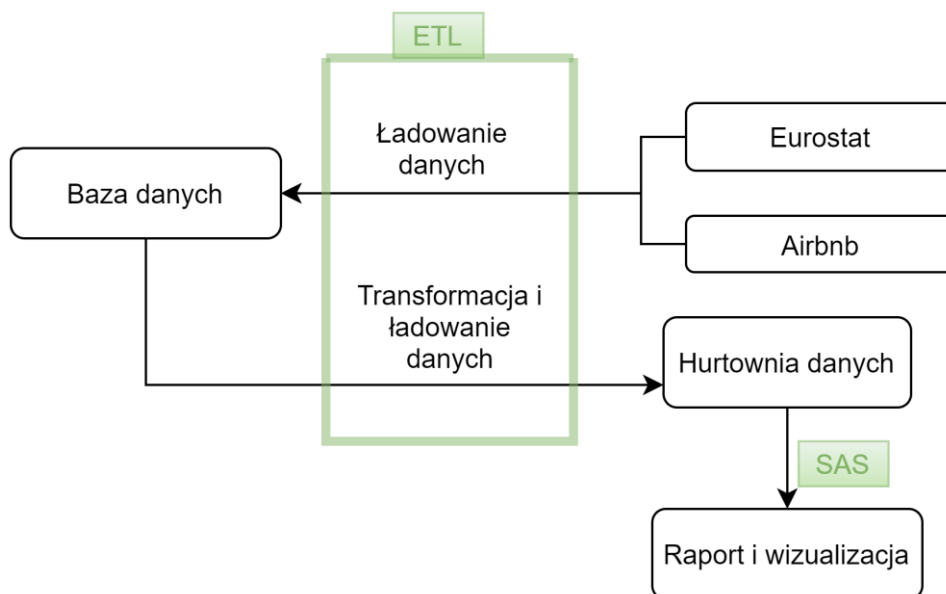 ETL
Ładowanie
danych
Eurostat
Baza danych
Airbnb
Transformacja i
ładowanie
danych
Hurtownia danych
SAS
Raport i wizualizacja